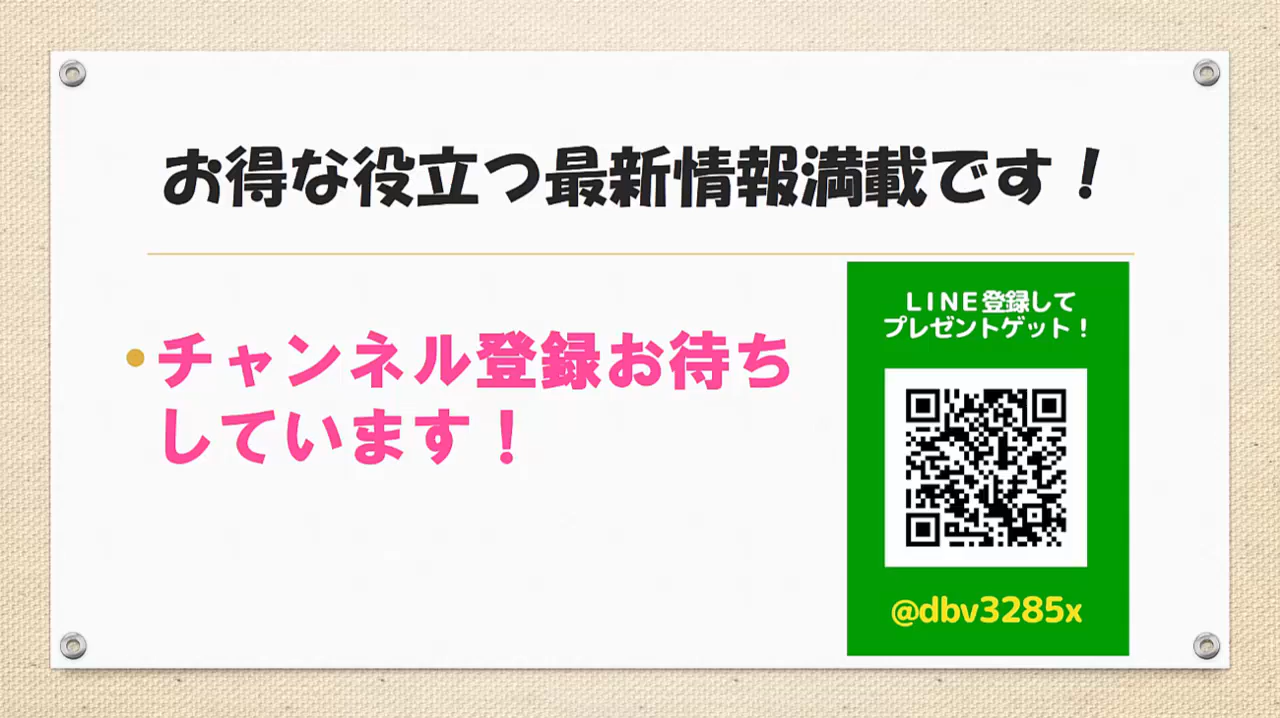 お得な役立つ最新情報満載です！
チャンネル登録お待ち
しています！
LINE登録して
プレゼントゲット！
@dbv3285x